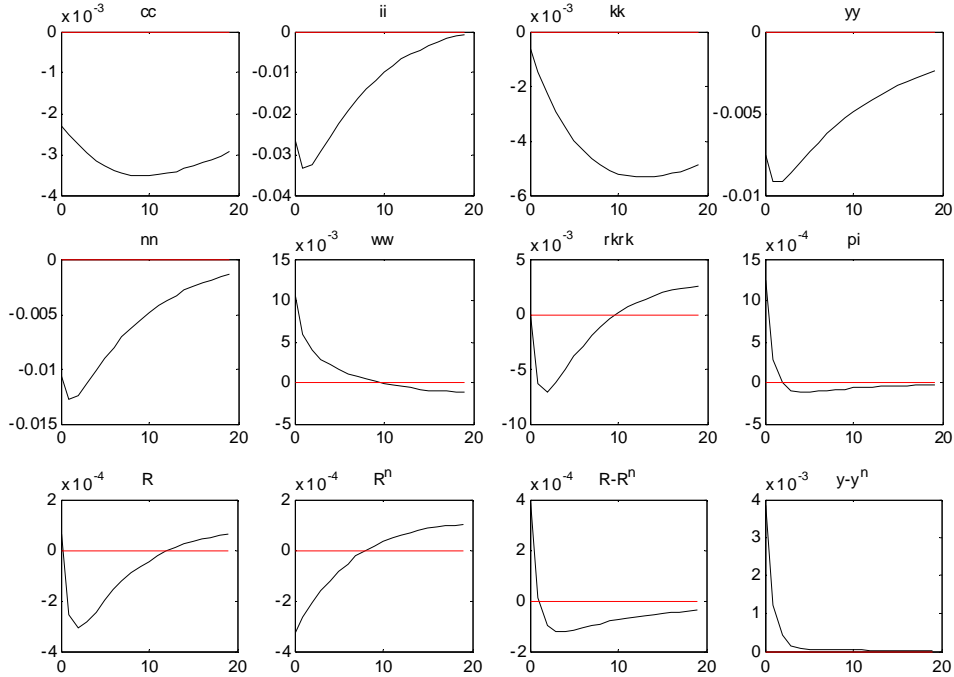 cc ii kk yy
x 10^-3 x 10^-3
0 0 0 0
-1 -0.01 -2 -0.005
-2 -0.02 -4 -0.01
-3 -0.03 -6
-4 -0.04
0 10 20 0 10 20 0 10 20 0 10 20
nn ww rkrk pi
x 10^-3 x 10^-3 x 10^-4
0 15 5 15
-0.005 10 0 10
-0.01 5 -5 5
-0.015 0 -10 0
-5 -5
0 10 20 0 10 20 0 10 20 0 10 20
R R^n R-R^n y-y^n
x 10^-4 x 10^-4 x 10^-4 x 10^-3
2 2 4 4
0 0 2 3
-2 -2 0 2
-4 -4 -2 1
0
0 10 20 0 10 20 0 10 20 0 10 20